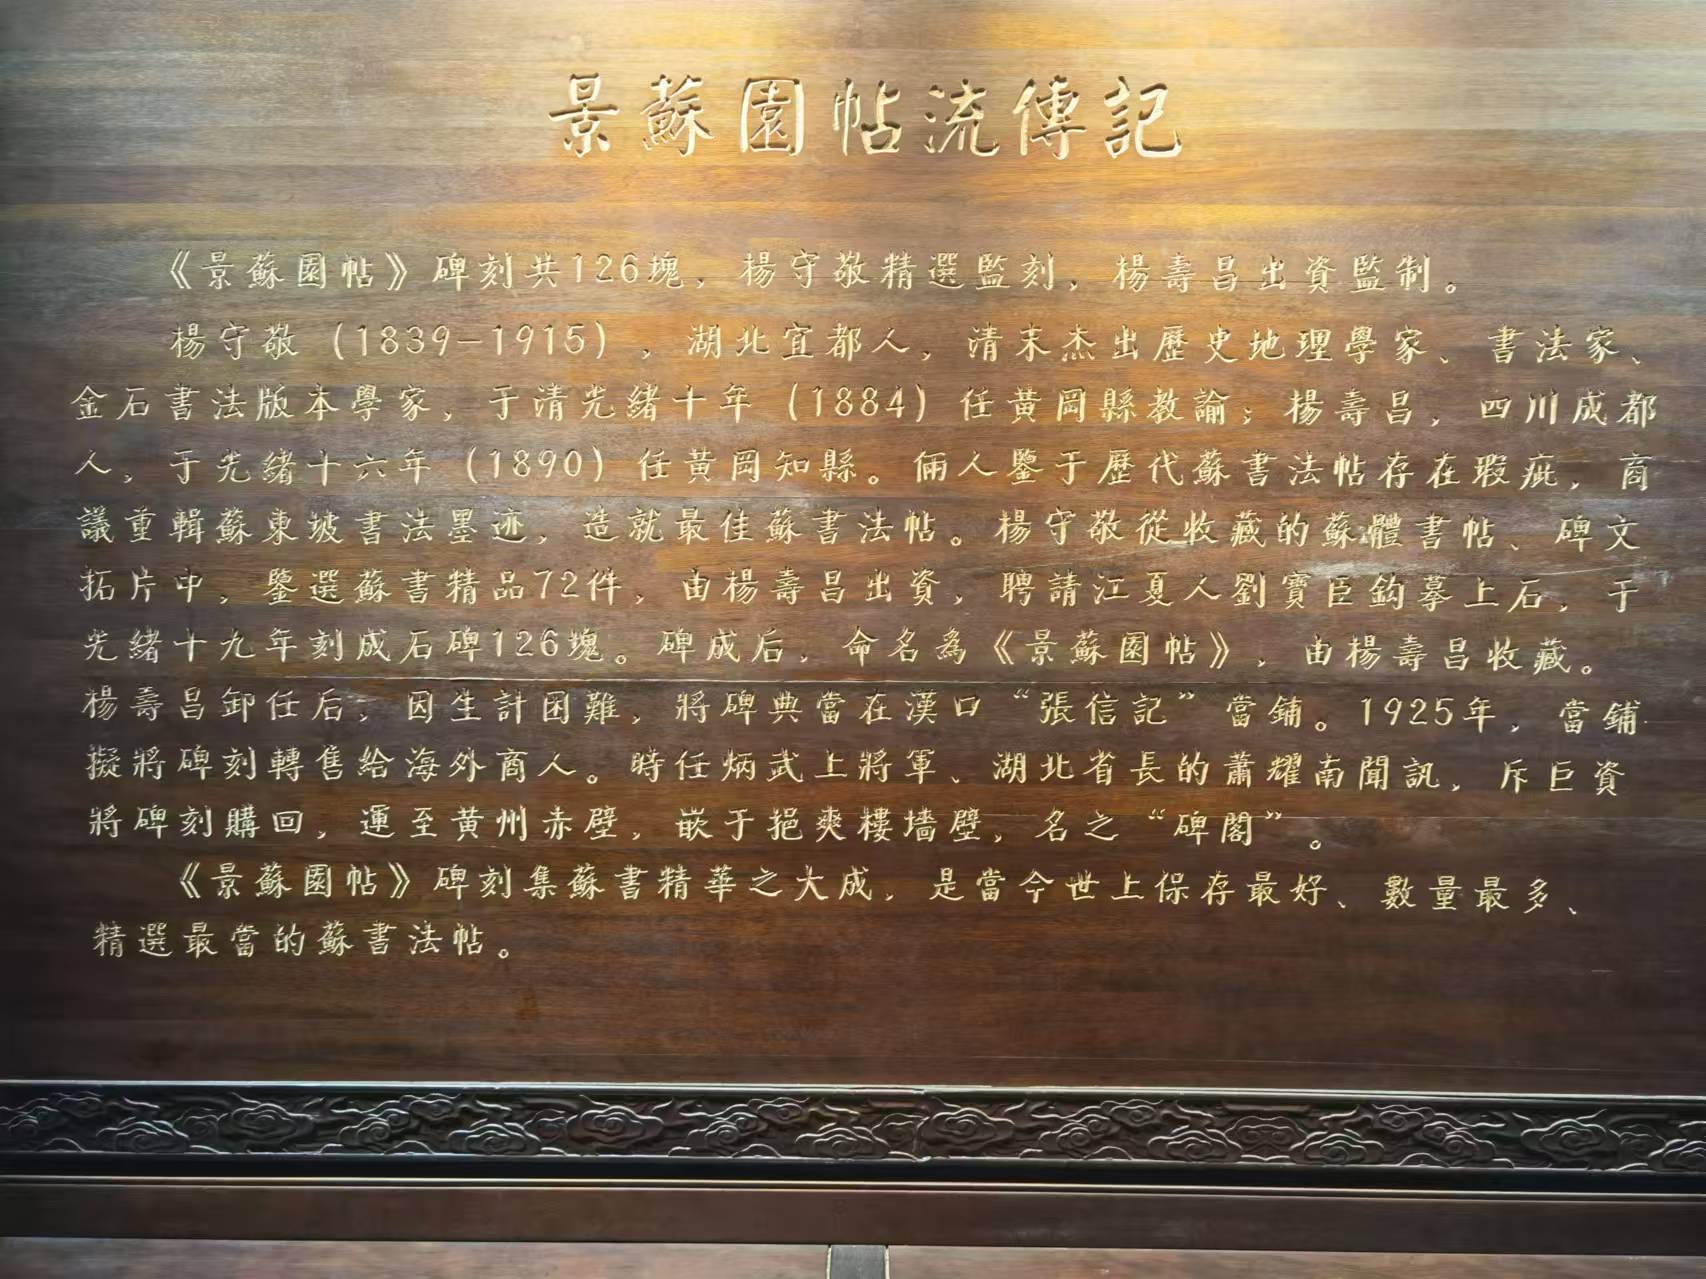 景蘇園帖流傳記
《景蘇園帖》碑刻共126塊，楊守敬精選監刻，楊壽昌出資監制。
楊守敬（1839-1915），湖北宜都人，清末杰出歷史地理學家、書法家、
金石書法版本學家，于清光緒十年（1884）任黃岡縣教諭；楊壽昌，四川成都
人，于光緒十六年（1890）任黃岡知縣。倆人鑒于歷代蘇書法帖存在瑕疵，商
議重輯蘇東坡書法墨迹，造就最佳蘇書法帖。楊守敬從收藏的蘇體書帖、碑文
拓片中，鑒選蘇書精品72件，由楊壽昌出資，聘請江夏人劉寶臣鈎摹上石，于
光緒十九年刻成石碑126塊。碑成后，命名為《景蘇園帖》，由楊壽昌收藏。
楊壽昌卸任后，因生計困難，將碑典當在漢口“張信記”當鋪。1925年，當鋪
擬將碑刻轉售給海外商人。時任炳武上將軍、湖北省長的蕭耀南聞訊，斥巨資
將碑刻購回，運至黃州赤壁，嵌于挹爽樓墻壁，名之“碑閣”。
《景蘇園帖》碑刻集蘇書精華之大成，是當今世上保存最好、數量最多、
精選最當的蘇書法帖。